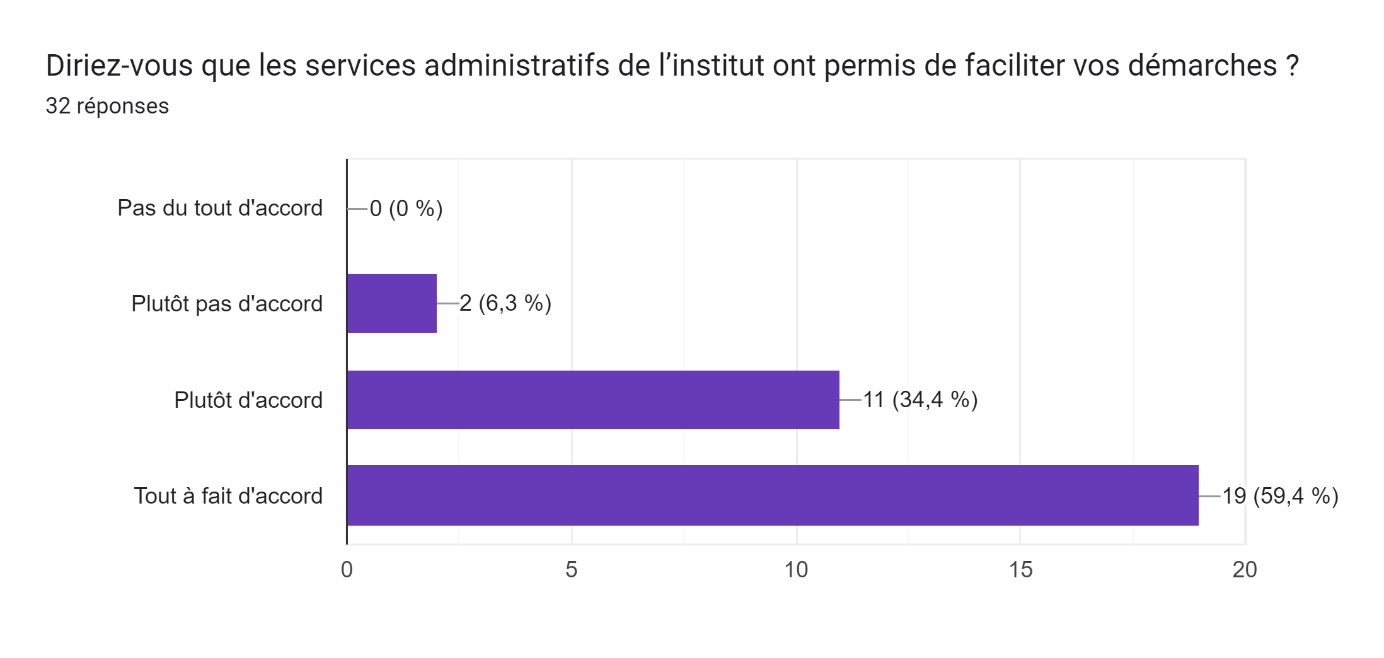 Diriez-vous que les services administratifs de l’institut ont permis de faciliter vos démarches ?
32 réponses
Pas du tout d'accord 0 (0 %)
Plutôt pas d'accord 2 (6,3 %)
Plutôt d'accord 11 (34,4 %)
Tout à fait d'accord 19 (59,4 %)
0 5 10 15 20